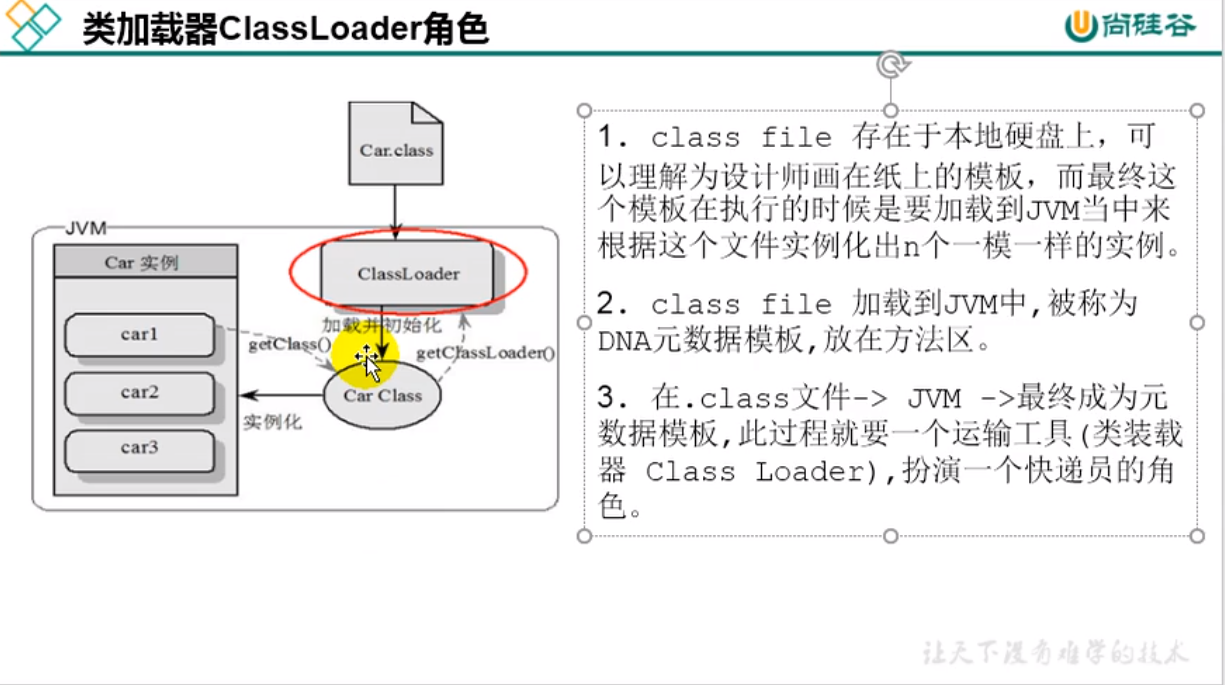 类加载器ClassLoader角色
尚硅谷
Car.class
JVM
Car 实例
ClassLoader
car1
加载并初始化
getClass()
getClassLoader()
car2
Car Class
实例化
car3
1. class file 存在于本地硬盘上，可
以理解为设计师画在纸上的模板，而最终这
个模板在执行的时候是要加载到JVM当中来
根据这个文件实例化出n个一模一样的实例。
2. class file 加载到JVM中,被称为
DNA元数据模板,放在方法区。
3. 在.class文件-> JVM ->最终成为元
数据模板,此过程就要一个运输工具(类装载
器 Class Loader),扮演一个快递员的角
色。
让天下没有难学的技术